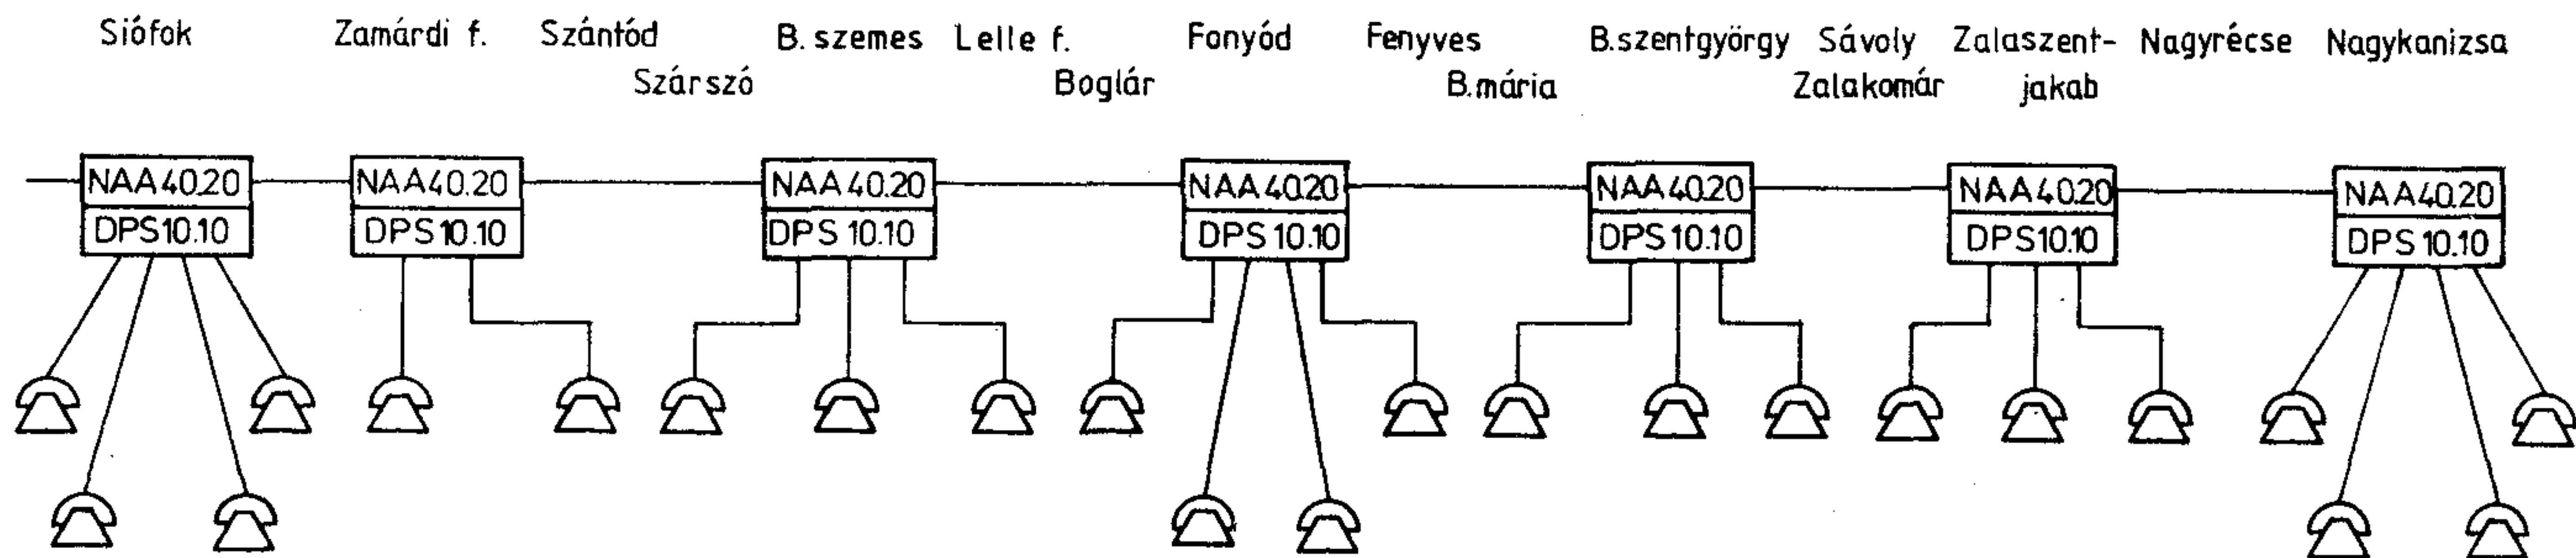 Siófok Zamárdi f. Szántód B. szemes Lelle f. Fonyód Fenyves B.szentgyörgy Sávoly Zalaszent- Nagyrécse Nagykanizsa
Szárszó Boglár B.mária Zalakomár jakab
NAA40.20 NAA40.20 NAA40.20 NAA40.20 NAA40.20 NAA40.20 NAA40.20
DPS10.10 DPS10.10 DPS10.10 DPS10.10 DPS10.10 DPS10.10 DPS10.10